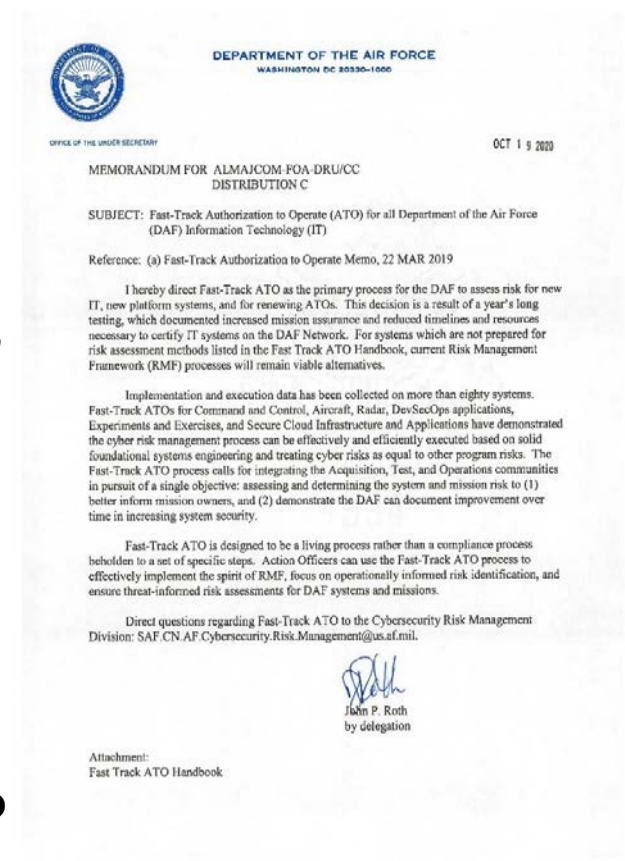 DEPARTMENT OF THE AIR FORCE
WASHINGTON DC 20330-1000
OFFICE OF THE UNDER SECRETARY
OCT 19 2020
MEMORANDUM FOR ALMAJCOM-FOA-DRU/CC
DISTRIBUTION C
SUBJECT: Fast-Track Authorization to Operate (ATO) for all Department of the Air Force
(DAF) Information Technology (IT)
Reference: (a) Fast-Track Authorization to Operate Memo, 22 MAR 2019
I hereby direct Fast-Track ATO as the primary process for the DAF to assess risk for new
IT, new platform systems, and for renewing ATOs. This decision is a result of a year's long
testing, which documented increased mission assurance and reduced timelines and resources
necessary to certify IT systems on the DAF Network. For systems which are not prepared for
risk assessment methods listed in the Fast Track ATO Handbook, current Risk Management
Framework (RMF) processes will remain viable alternatives.
Implementation and execution data has been collected on more than eighty systems.
Fast-Track ATOs for Command and Control, Aircraft, Radar, DevSecOps applications,
Experiments and Exercises, and Secure Cloud Infrastructure and Applications have demonstrated
the cyber risk management process can be effectively and efficiently executed based on solid
foundational systems engineering and treating cyber risks as equal to other program risks. The
Fast-Track ATO process calls for integrating the Acquisition, Test, and Operations communities
in pursuit of a single objective: assessing and determining the system and mission risk to (1)
better inform mission owners, and (2) demonstrate the DAF can document improvement over
time in increasing system security.
Fast-Track ATO is designed to be a living process rather than a compliance process
beholden to a set of specific steps. Action Officers can use the Fast-Track ATO process to
effectively implement the spirit of RMF, focus on operationally informed risk identification, and
ensure threat-informed risk assessments for DAF systems and missions.
Direct questions regarding Fast-Track ATO to the Cybersecurity Risk Management
Division: SAF.CN.AF.Cybersecurity.Risk.Management@us.af.mil.
John P. Roth
by delegation
Attachment:
Fast Track ATO Handbook